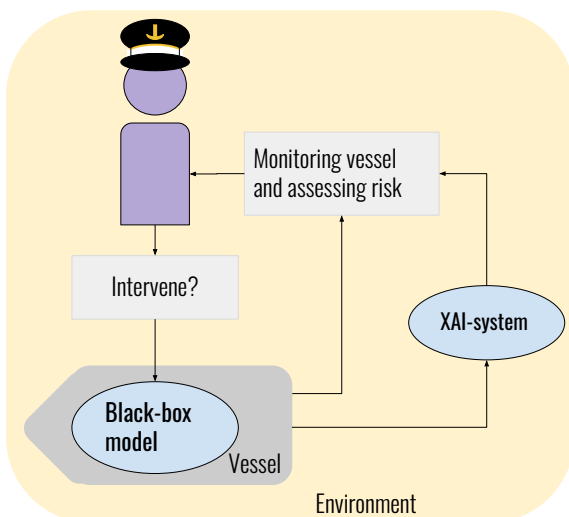 Monitoring vessel
and assessing risk
Intervene?
XAI-system
Black-box
model
Vessel
Environment